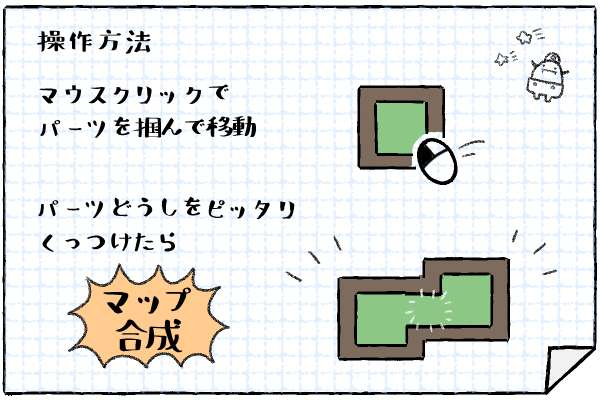 操作方法
マウスクリックで
パーツを掴んで移動
パーツどうしをピッタリ
くっつけたら
マップ
合成